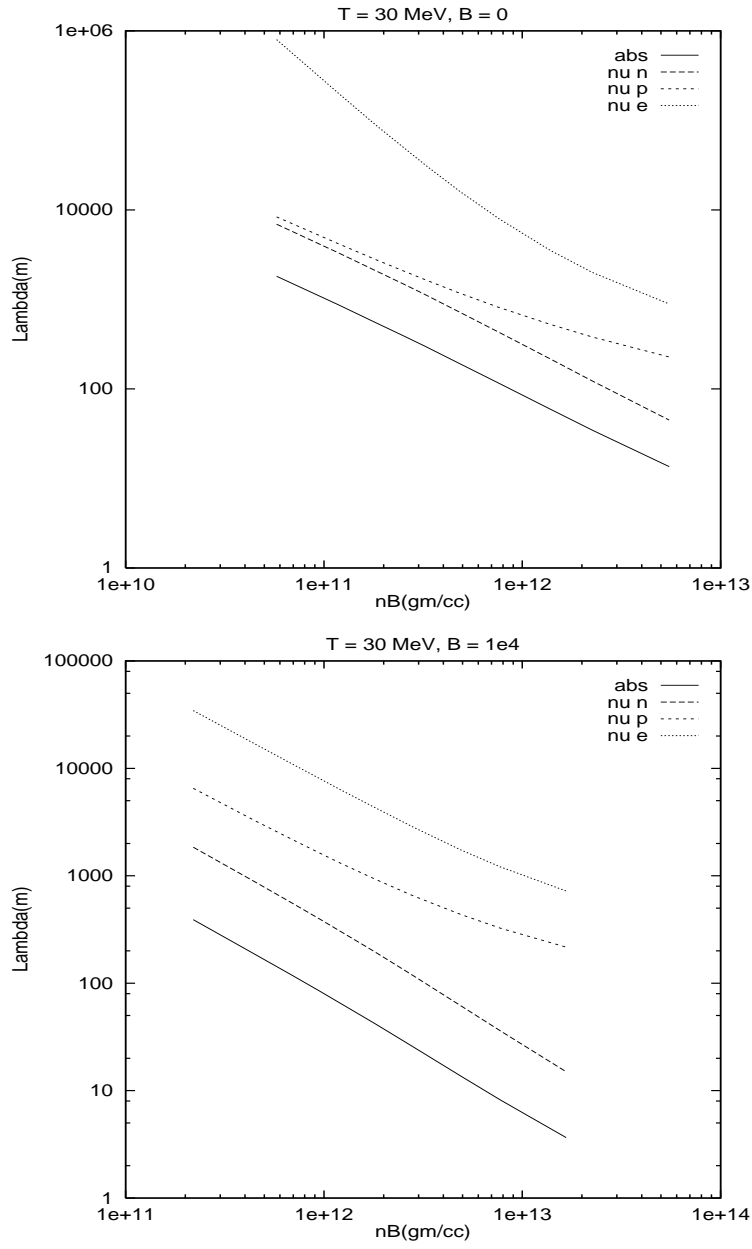 T = 30 MeV, B = 0
1e+06
10000
100
1
Lambda(m)
abs
nu n
nu p
nu e
1e+10
1e+11
1e+12
1e+13
nB(gm/cc)
T = 30 MeV, B = 1e4
100000
10000
1000
100
10
1
Lambda(m)
abs
nu n
nu p
nu e
1e+11
1e+12
1e+13
1e+14
nB(gm/cc)